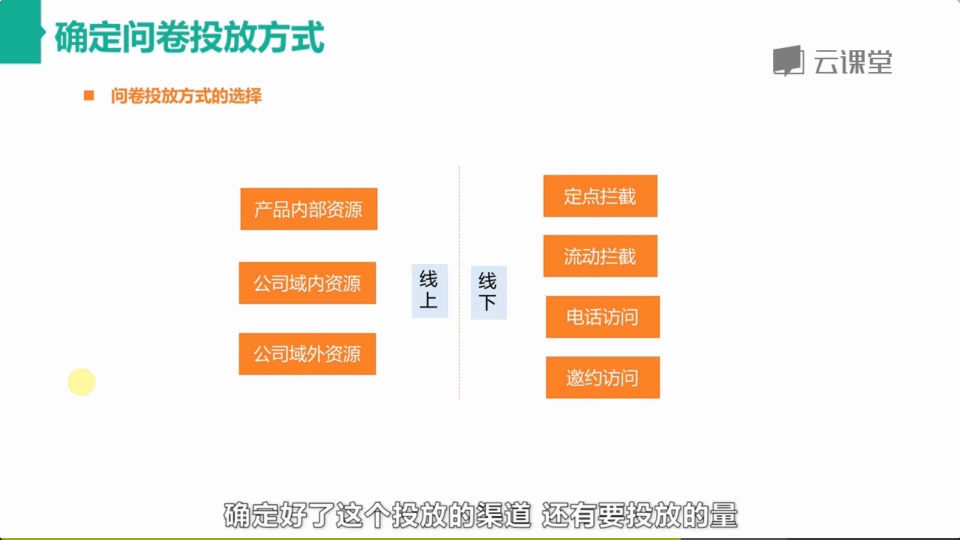 确定问卷投放方式
云课堂
问卷投放方式的选择
产品内部资源
公司域内资源
公司域外资源
线
上
线
下
定点拦截
流动拦截
电话访问
邀约访问
确定好了这个投放的渠道 还有要投放的量